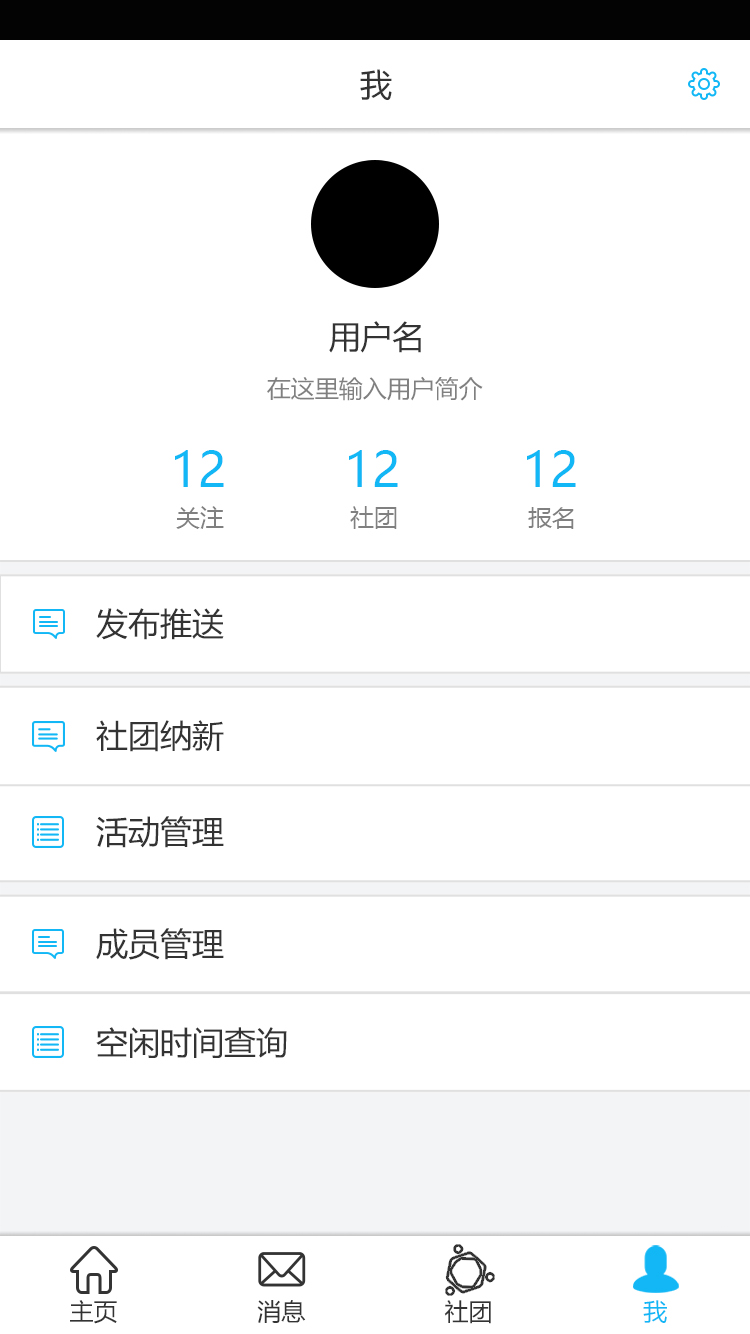 我
用户名
在这里输入用户简介
12 12 12
关注 社团 报名
发布推送
社团纳新
活动管理
成员管理
空闲时间查询
主页 消息 社团 我